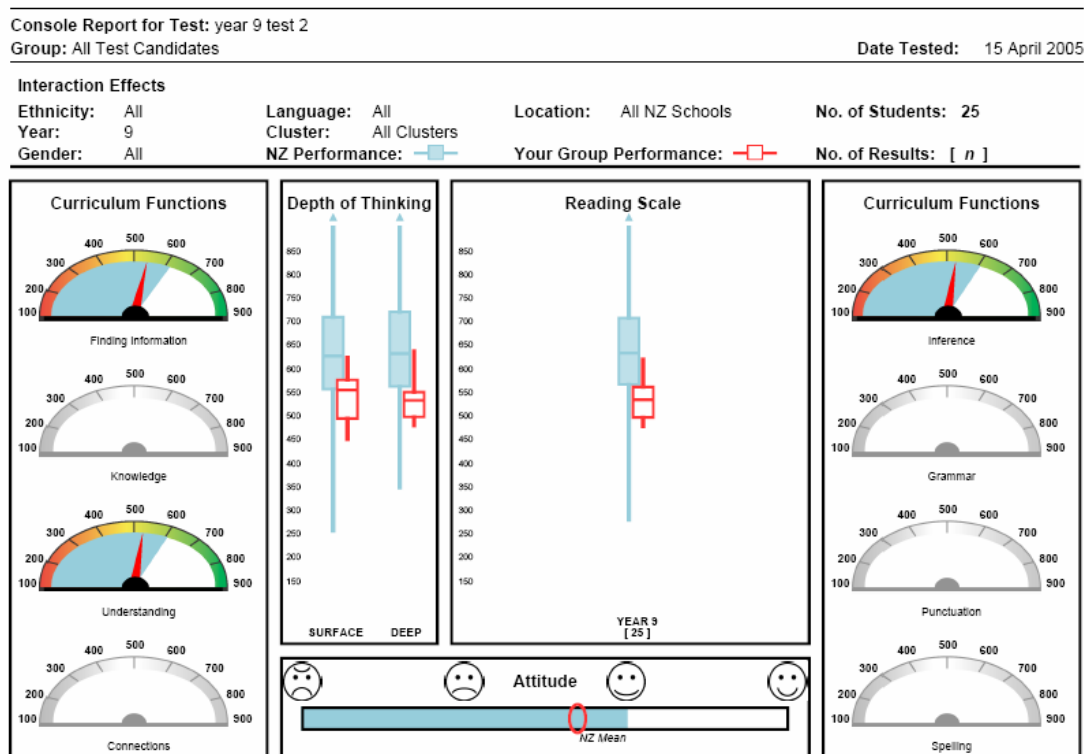 Console Report for Test: year 9 test 2
Group: All Test Candidates
Date Tested: 15 April 2005
Interaction Effects
Ethnicity: All
Language: All
Location: All NZ Schools
No. of Students: 25
Year: 9
Cluster: All Clusters
Gender: All
NZ Performance:
Your Group Performance:
No. of Results: [ n ]
Curriculum Functions
100 200 300 400 500 600 700 800 900
Finding Information
100 200 300 400 500 600 700 800 900
Knowledge
100 200 300 400 500 600 700 800 900
Understanding
100 200 300 400 500 600 700 800 900
Connections
Depth of Thinking
850
800
750
700
650
600
550
500
450
400
350
300
250
200
150
SURFACE DEEP
Reading Scale
850
800
750
700
650
600
550
500
450
400
350
300
250
200
150
YEAR 9
[ 25 ]
Attitude
NZ Mean
Curriculum Functions
100 200 300 400 500 600 700 800 900
Inference
100 200 300 400 500 600 700 800 900
Grammar
100 200 300 400 500 600 700 800 900
Punctuation
100 200 300 400 500 600 700 800 900
Spelling